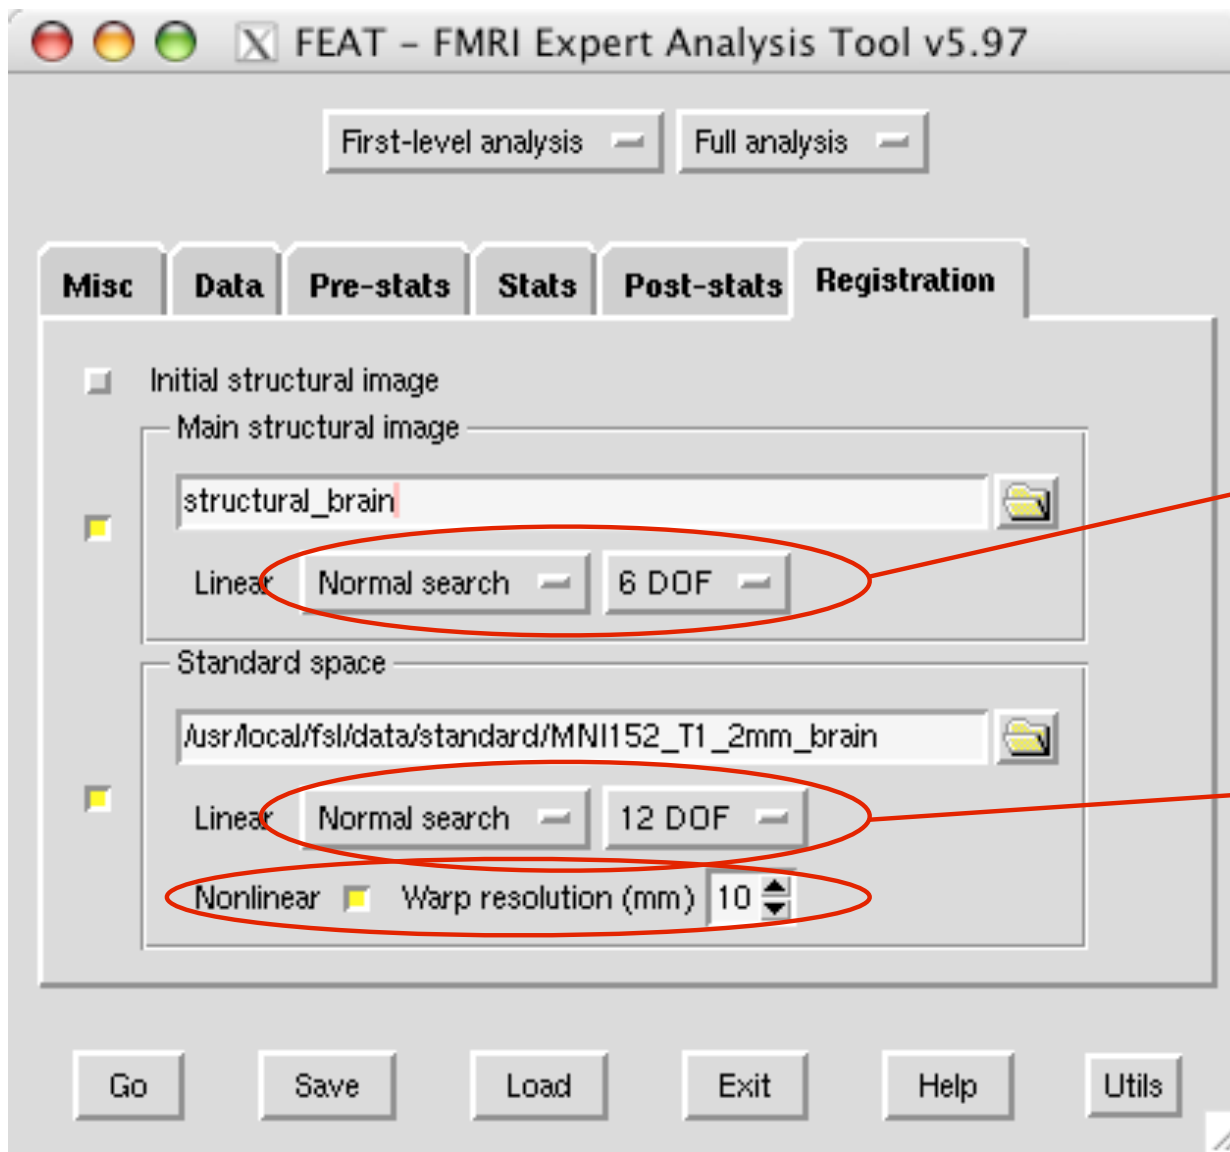 FEAT - FMRI Expert Analysis Tool v5.97
First-level analysis Full analysis
Misc Data Pre-stats Stats Post-stats Registration
Initial structural image
Main structural image
structural_brain
Linear Normal search 6 DOF
Standard space
/usr/local/fsl/data/standard/MNI152_T1_2mm_brain
Linear Normal search 12 DOF
Nonlinear Warp resolution (mm) 10
Go Save Load Exit Help Utils